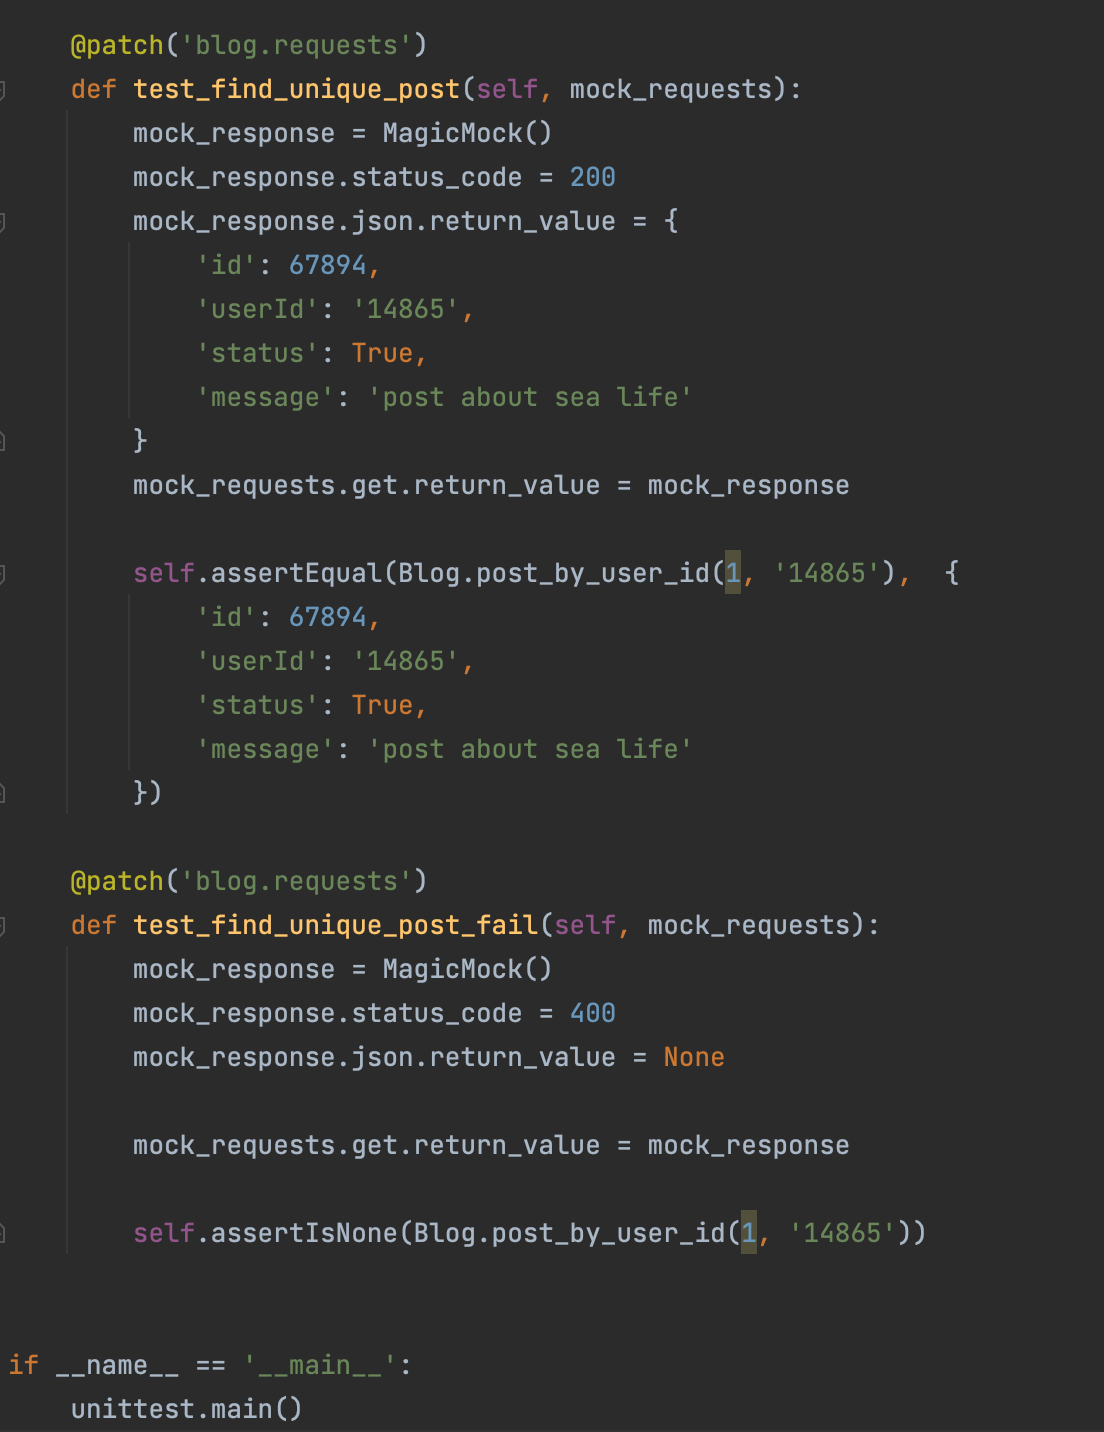 @patch('blog.requests')
def test_find_unique_post(self, mock_requests):
    mock_response = MagicMock()
    mock_response.status_code = 200
    mock_response.json.return_value = {
        'id': 67894,
        'userId': '14865',
        'status': True,
        'message': 'post about sea life'
    }
    mock_requests.get.return_value = mock_response

    self.assertEqual(Blog.post_by_user_id(1, '14865'),  {
        'id': 67894,
        'userId': '14865',
        'status': True,
        'message': 'post about sea life'
    })

@patch('blog.requests')
def test_find_unique_post_fail(self, mock_requests):
    mock_response = MagicMock()
    mock_response.status_code = 400
    mock_response.json.return_value = None

    mock_requests.get.return_value = mock_response

    self.assertIsNone(Blog.post_by_user_id(1, '14865'))

if __name__ == '__main__':
    unittest.main()